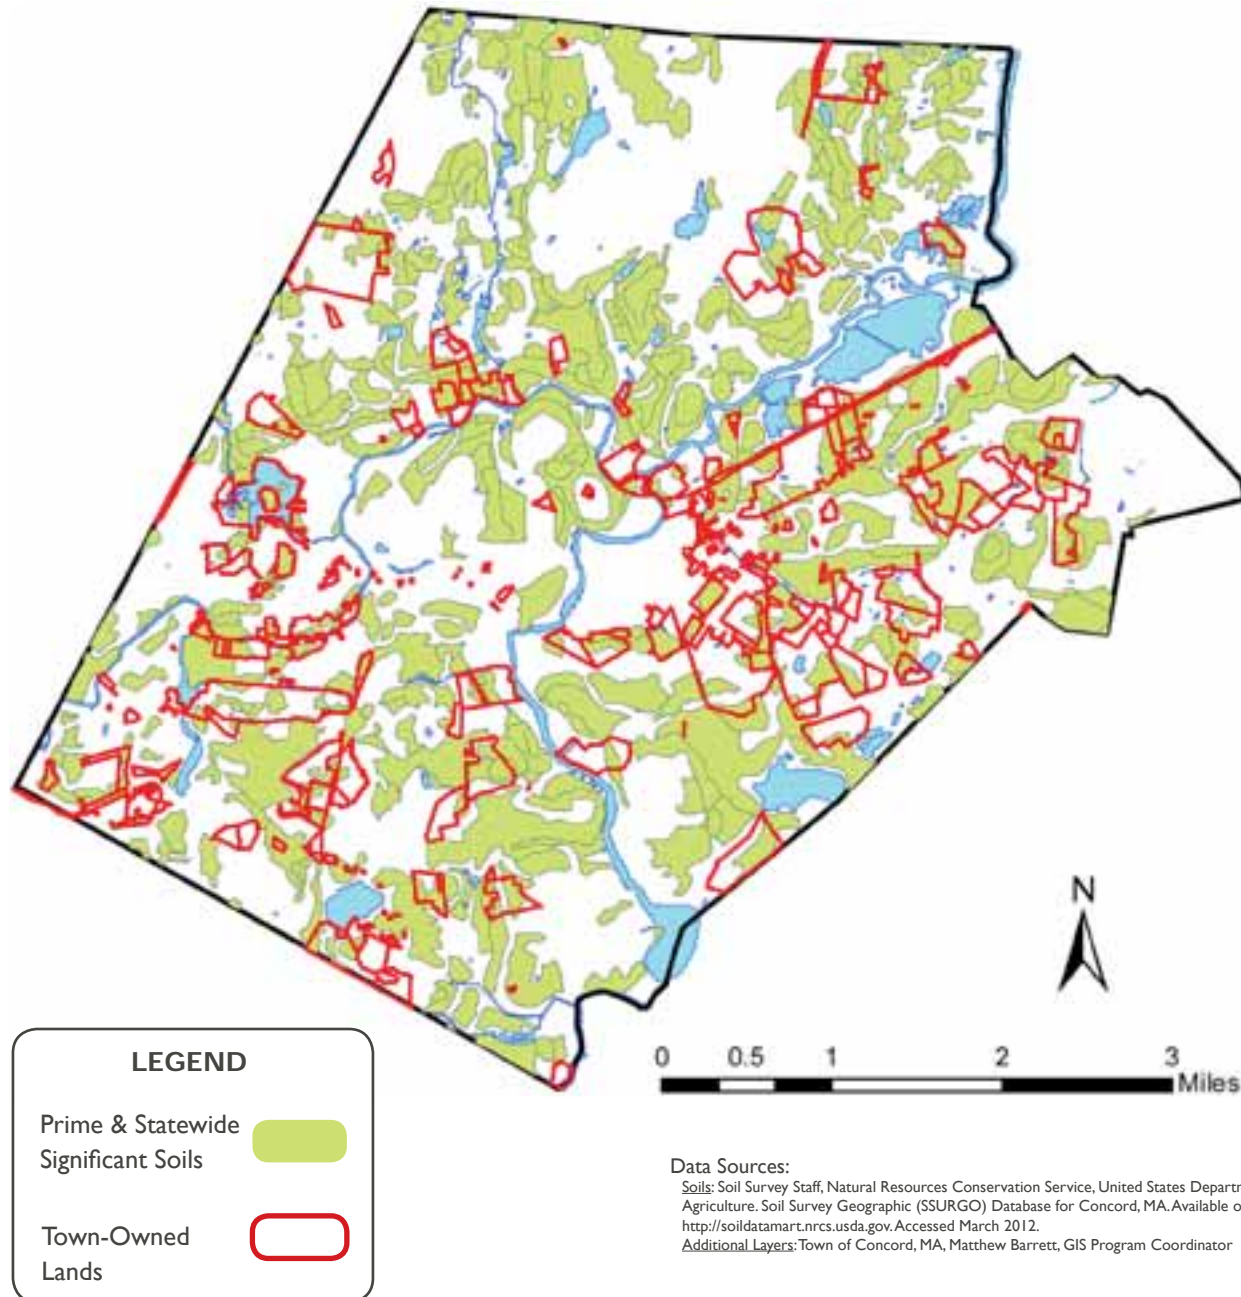 N
0 0.5 1 2 3
Miles
LEGEND
Prime & Statewide
Significant Soils
Town-Owned
Lands
Data Sources:
Soils: Soil Survey Staff, Natural Resources Conservation Service, United States
Agriculture. Soil Survey Geographic (SSURGO) Database for Concord, MA. Available
http://soildatamart.nrcs.usda.gov. Accessed March 2012.
Additional Layers: Town of Concord, MA, Matthew Barrett, GIS Program Coordinator